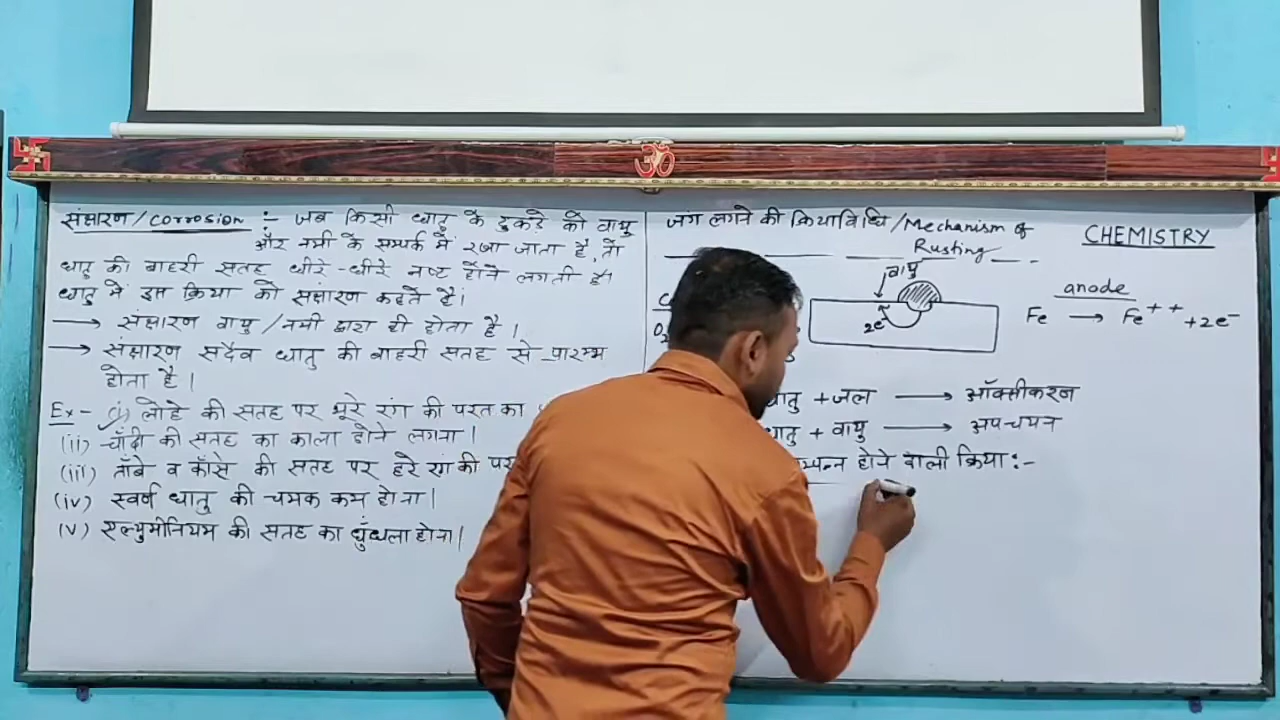 संक्षारण / Corrosion :- जब किसी धातु के टुकडे को वायु
और नमी के सम्पर्क में रखा जाता है, तो
धातु की बाहरी सतह धीरे-धीरे नष्ट होने लगती है।
धातु में इस क्रिया को संक्षारण कहते हैं।
→ संक्षारण वायु/नमी द्वारा ही होता है।
→ संक्षारण सदैव धातु की बाहरी सतह से प्रारम्भ
होता है।
Ex- (i) लोहे की सतह पर भूरे रंग की परत का
(ii) चाँदी की सतह का काला होने लगना।
(iii) ताँबे व काँसे की सतह पर हरे रंग की पर
(iv) स्वर्ण धातु की चमक कम होना।
(v) एल्युमीनियम की सतह का धुँधला होना।
जंग लगने की क्रियाविधि / Mechanism of
Rusting
CHEMISTRY
वायु
2e⁻
anode
Fe → Fe⁺⁺ + 2e⁻
धातु + जल → ऑक्सीकरण
धातु + वायु → अपचयन
होने वाली क्रिया :-